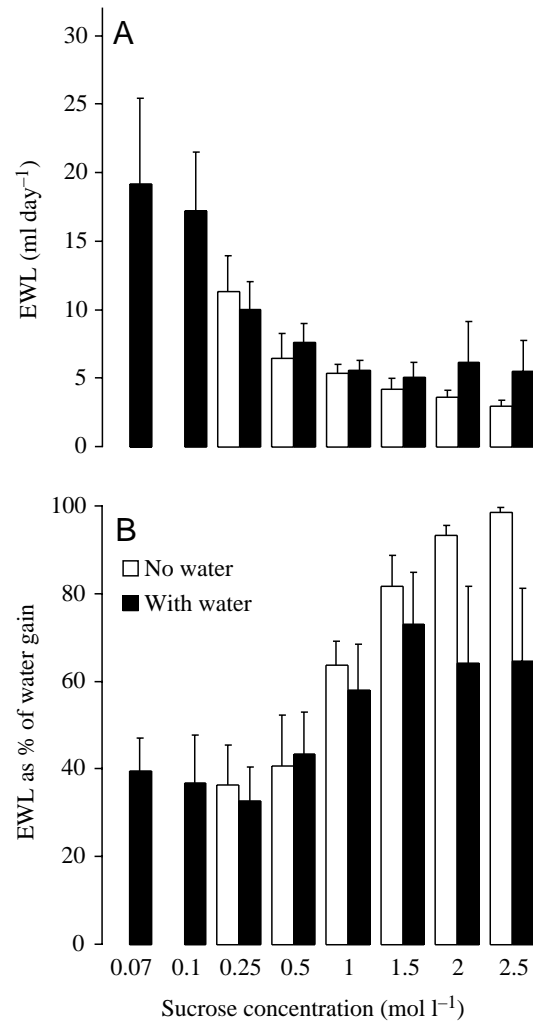 A
30
25
20
15
10
5
0
EWL (ml day⁻¹)
B
100
80
60
40
20
0
EWL as % of water gain
No water
With water
0.07 0.1 0.25 0.5 1 1.5 2 2.5
Sucrose concentration (mol l⁻¹)